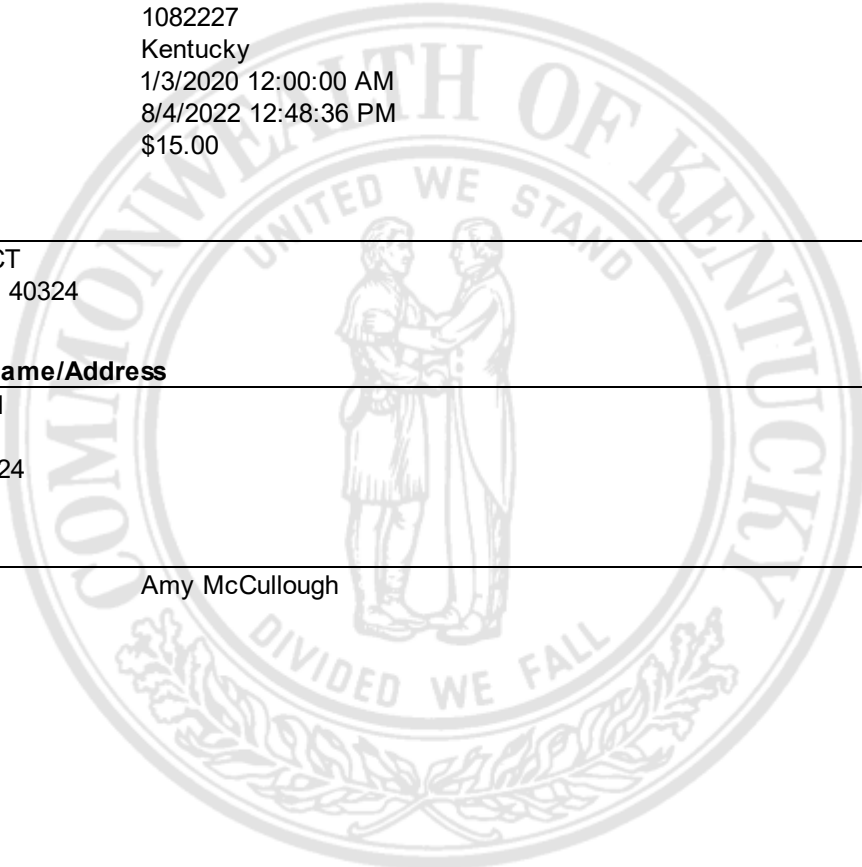 1082227
Kentucky
1/3/2020 12:00:00 AM
8/4/2022 12:48:36 PM
$15.00
COMMONWEALTH OF KENTUCKY
UNITED WE STAND
CT
40324
ame/Address
24
Amy McCullough
DIVIDED WE FALL